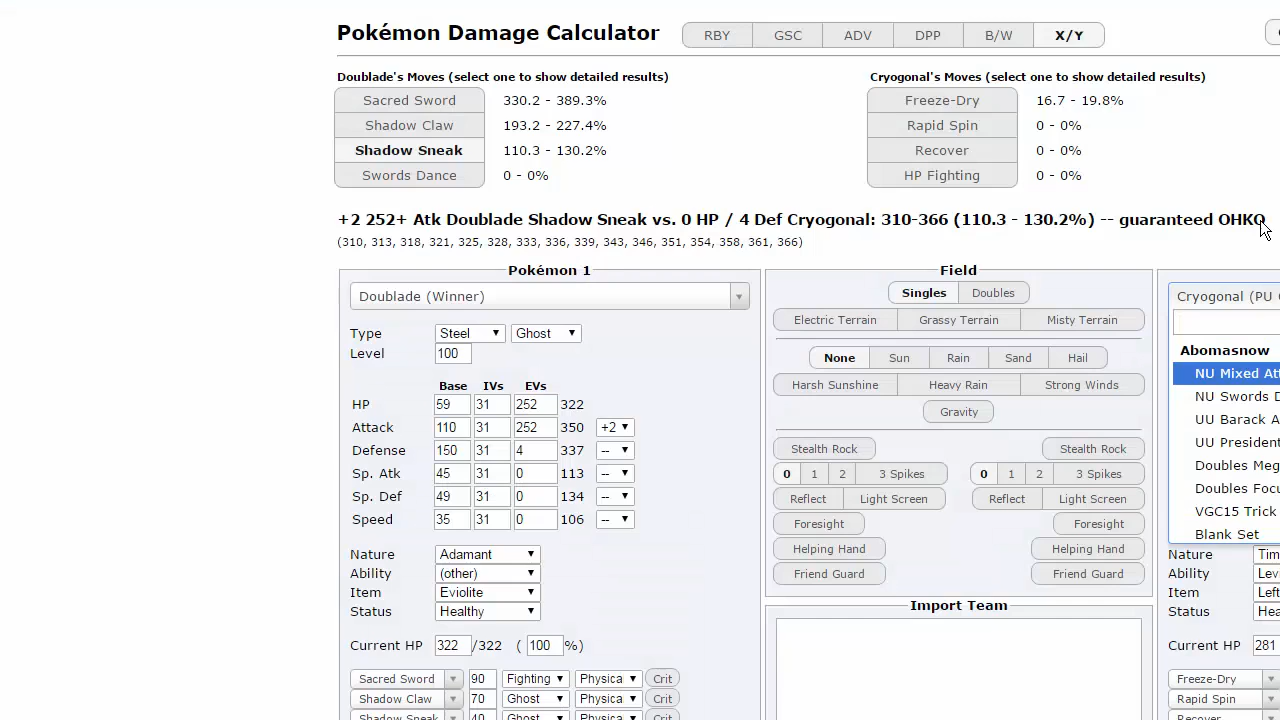 Pokémon Damage Calculator RBY GSC ADV DPP B/W X/Y
Doublade's Moves (select one to show detailed results) Cryogonal's Moves (select one to show detailed results)
Sacred Sword 330.2 - 389.3% Freeze-Dry 16.7 - 19.8%
Shadow Claw 193.2 - 227.4% Rapid Spin 0 - 0%
Shadow Sneak 110.3 - 130.2% Recover 0 - 0%
Swords Dance 0 - 0% HP Fighting 0 - 0%
+2 252+ Atk Doublade Shadow Sneak vs. 0 HP / 4 Def Cryogonal: 310-366 (110.3 - 130.2%) -- guaranteed OHKO
(310, 313, 318, 321, 325, 328, 333, 336, 339, 343, 346, 351, 354, 358, 361, 366)
Pokémon 1
Doublade (Winner)
Type Steel Ghost
Level 100
Base IVs EVs
HP 59 31 252 322
Attack 110 31 252 350 +2
Defense 150 31 4 337 --
Sp. Atk 45 31 0 113 --
Sp. Def 49 31 0 134 --
Speed 35 31 0 106 --
Nature Adamant
Ability (other)
Item Eviolite
Status Healthy
Current HP 322 /322 ( 100 %)
Sacred Sword 90 Fighting Physica Crit
Shadow Claw 70 Ghost Physica Crit
Shadow Sneak 40 Ghost Physica Crit
Field
Singles Doubles
Electric Terrain Grassy Terrain Misty Terrain
None Sun Rain Sand Hail
Harsh Sunshine Heavy Rain Strong Winds
Gravity
Stealth Rock Stealth Rock
0 1 2 3 Spikes 0 1 2 3 Spikes
Reflect Light Screen Reflect Light Screen
Foresight Foresight
Helping Hand Helping Hand
Friend Guard Friend Guard
Import Team
Cryogonal (PU
Abomasnow
NU Mixed Att
NU Swords D
UU Barack A
UU President
Doubles Meg
Doubles Focu
VGC15 Trick
Blank Set
Nature Tim
Ability Lev
Item Left
Status Hea
Current HP 281
Freeze-Dry
Rapid Spin
Recover